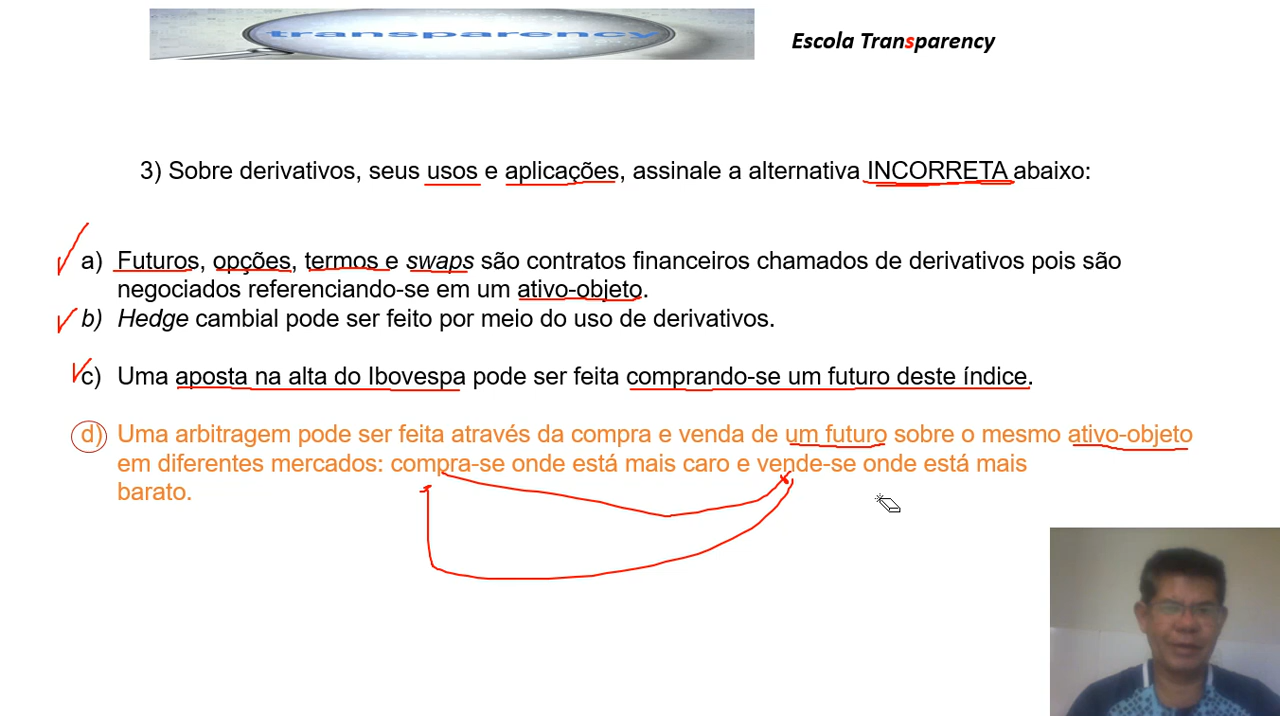 transparency
Escola Transparency
3) Sobre derivativos, seus usos e aplicações, assinale a alternativa INCORRETA abaixo:
a) Futuros, opções, termos e swaps são contratos financeiros chamados de derivativos pois são
negociados referenciando-se em um ativo-objeto.
b) Hedge cambial pode ser feito por meio do uso de derivativos.
c) Uma aposta na alta do Ibovespa pode ser feita comprando-se um futuro deste índice.
d) Uma arbitragem pode ser feita através da compra e venda de um futuro sobre o mesmo ativo-objeto
em diferentes mercados: compra-se onde está mais caro e vende-se onde está mais
barato.